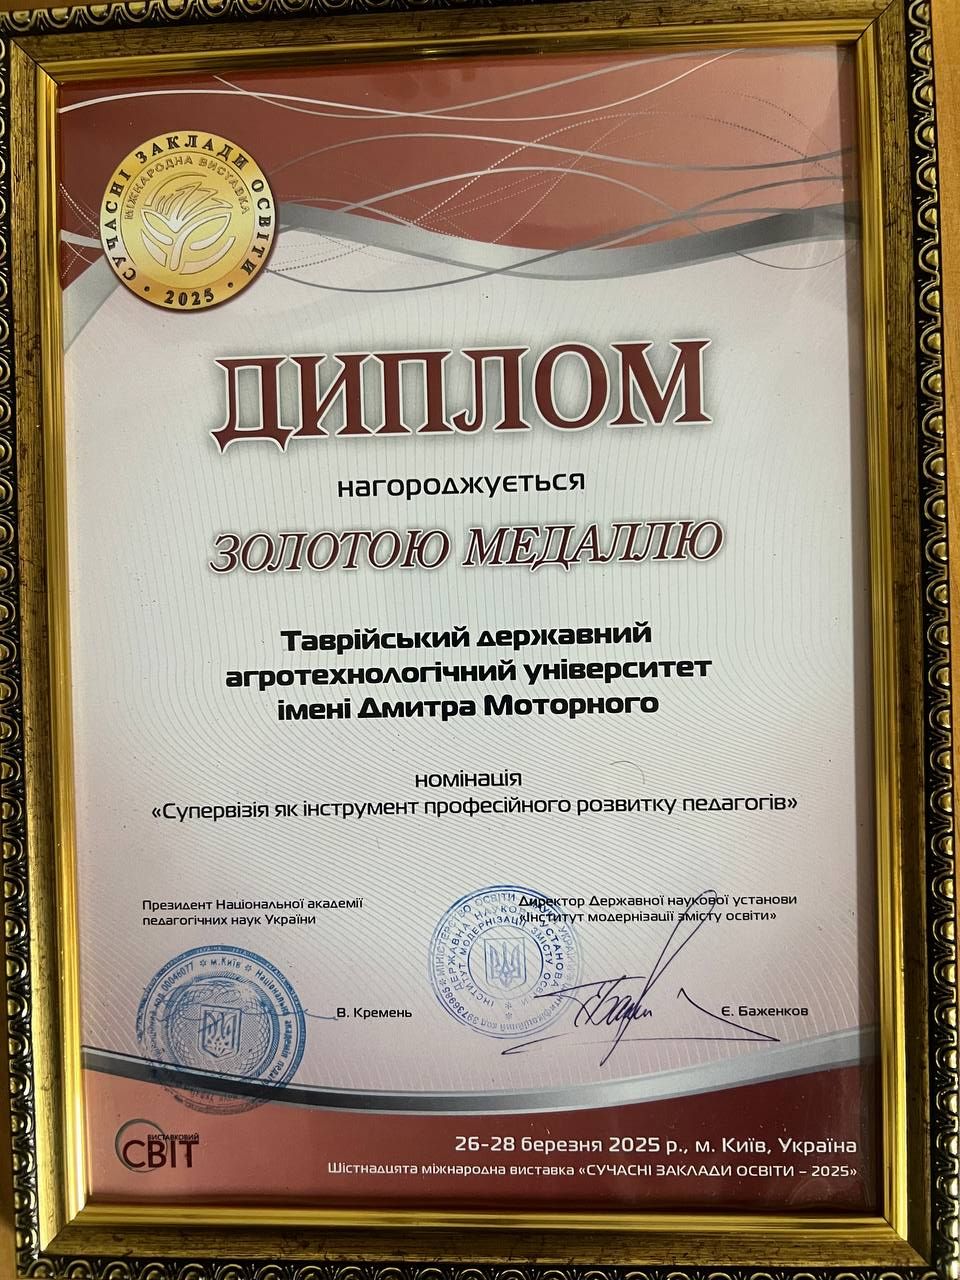 СУЧАСНІ ЗАКЛАДИ ОСВІТИ
МІЖНАРОДНА ВИСТАВКА
• 2025 •
ДИПЛОМ
нагороджується
ЗОЛОТОЮ МЕДАЛЛЮ
Таврійський державний
агротехнологічний університет
імені Дмитра Моторного
номінація
«Супервізія як інструмент професійного розвитку педагогів»
Президент Національної академії
педагогічних наук України
В. Кремень
Директор Державної наукової установи
«Інститут модернізації змісту освіти»
Є. Баженков
ВИСТАВКОВИЙ
СВІТ
26-28 березня 2025 р., м. Київ, Україна
Шістнадцята міжнародна виставка «СУЧАСНІ ЗАКЛАДИ ОСВІТИ – 2025»